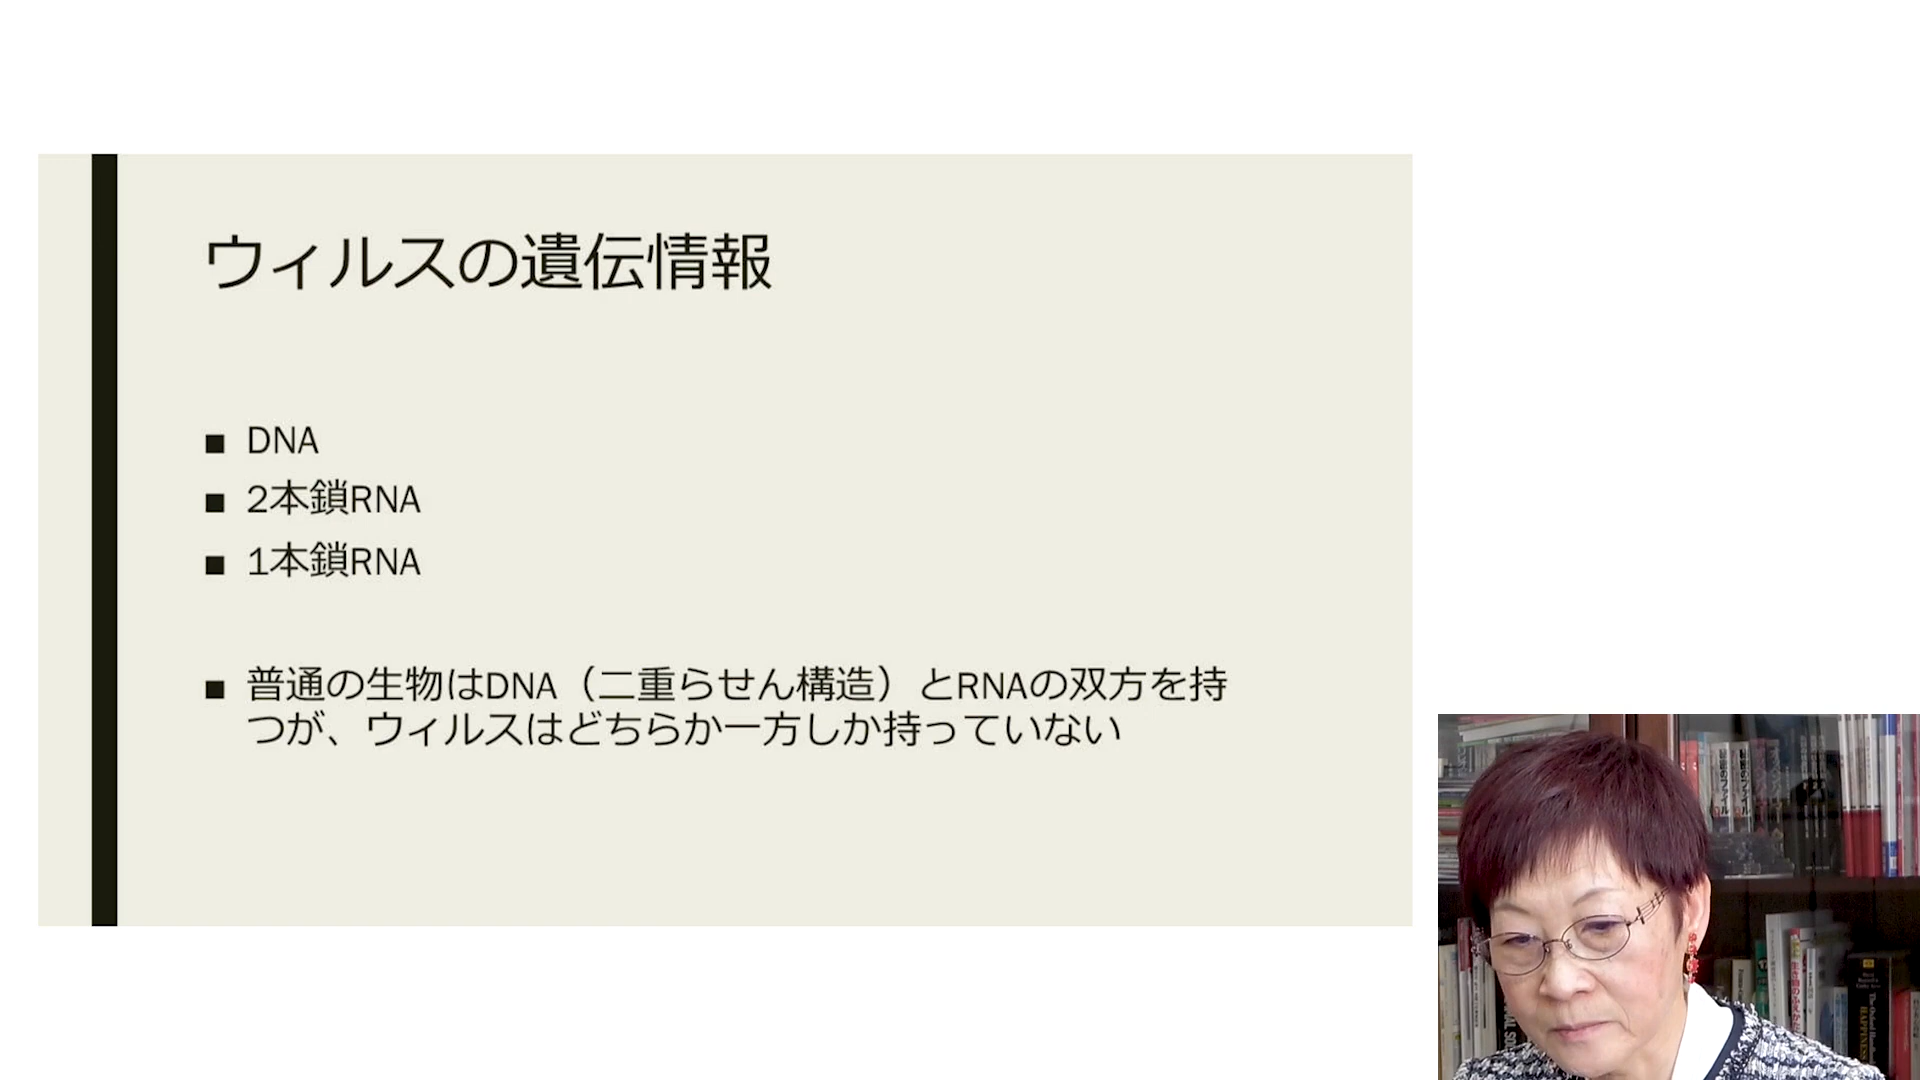 ウィルスの遺伝情報
■ DNA
■ 2本鎖RNA
■ 1本鎖RNA
■ 普通の生物はDNA（二重らせん構造）とRNAの双方を持
つが、ウィルスはどちらか一方しか持っていない
HAPPINESS